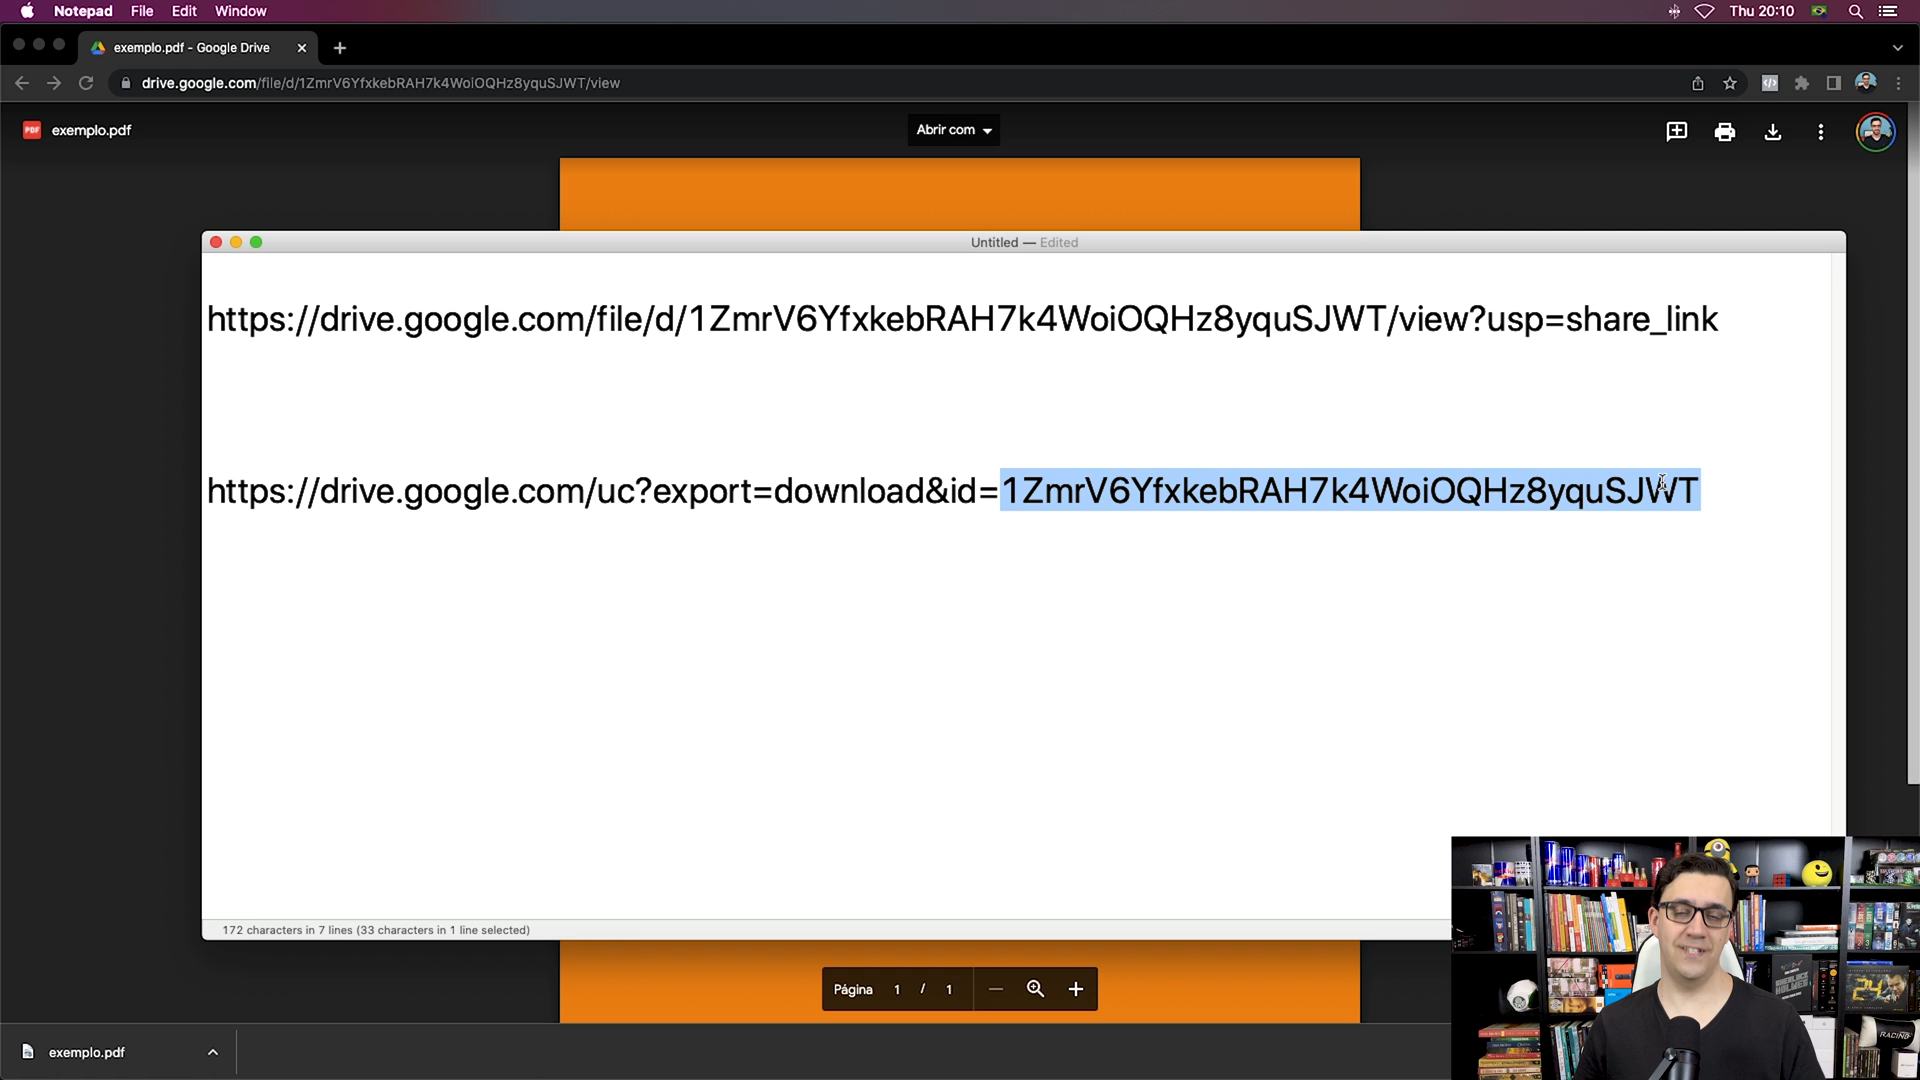 Notepad File Edit Window Thu 20:10
exemplo.pdf - Google Drive
drive.google.com/file/d/1ZmrV6YfxkebRAH7k4WoiOQHz8yquSJWT/view
PDF exemplo.pdf Abrir com
Untitled — Edited
https://drive.google.com/file/d/1ZmrV6YfxkebRAH7k4WoiOQHz8yquSJWT/view?usp=share_link
https://drive.google.com/uc?export=download&id=1ZmrV6YfxkebRAH7k4WoiOQHz8yquSJWT
172 characters in 7 lines (33 characters in 1 line selected)
24
RACING
Página 1 / 1
exemplo.pdf